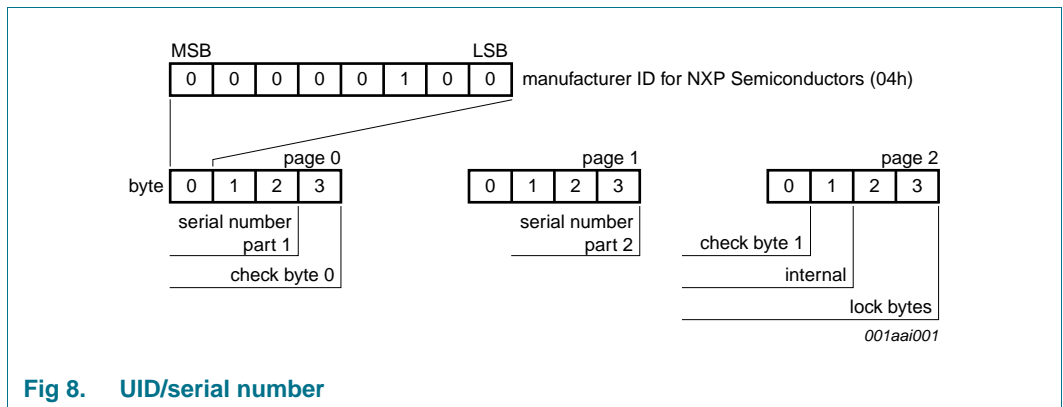 MSB LSB
0 0 0 0 0 1 0 0 manufacturer ID for NXP Semiconductors (04h)
page 0 page 1 page 2
byte 0 1 2 3 0 1 2 3 0 1 2 3
serial number
part 1
check byte 0
serial number
part 2
check byte 1
internal
lock bytes
001aai001
Fig 8. UID/serial number